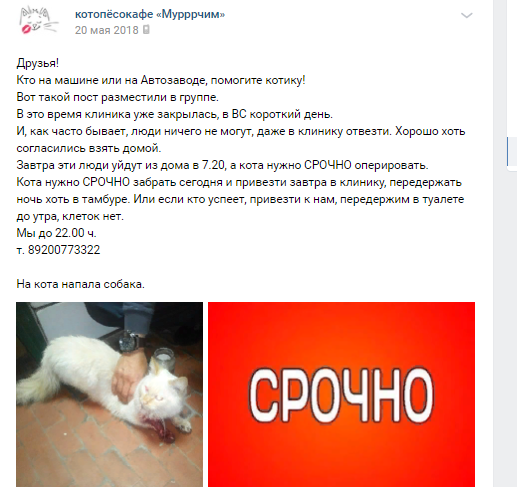 котопёсокафе «Мурррчим»
20 мая 2018
Друзья!
Кто на машине или на Автозаводе, помогите котику!
Вот такой пост разместили в группе.
В это время клиника уже закрылась, в ВС короткий день.
И, как часто бывает, люди ничего не могут, даже в клинику отвезти. Хорошо хоть
согласились взять домой.
Завтра эти люди уйдут из дома в 7.20, а кота нужно СРОЧНО оперировать.
Кота нужно СРОЧНО забрать сегодня и привезти завтра в клинику, передержать
ночь хоть в тамбуре. Или если кто успеет, привезти к нам, передержим в туалете
до утра, клеток нет.
Мы до 22.00 ч.
т. 89200773322
На кота напала собака.
СРОЧНО